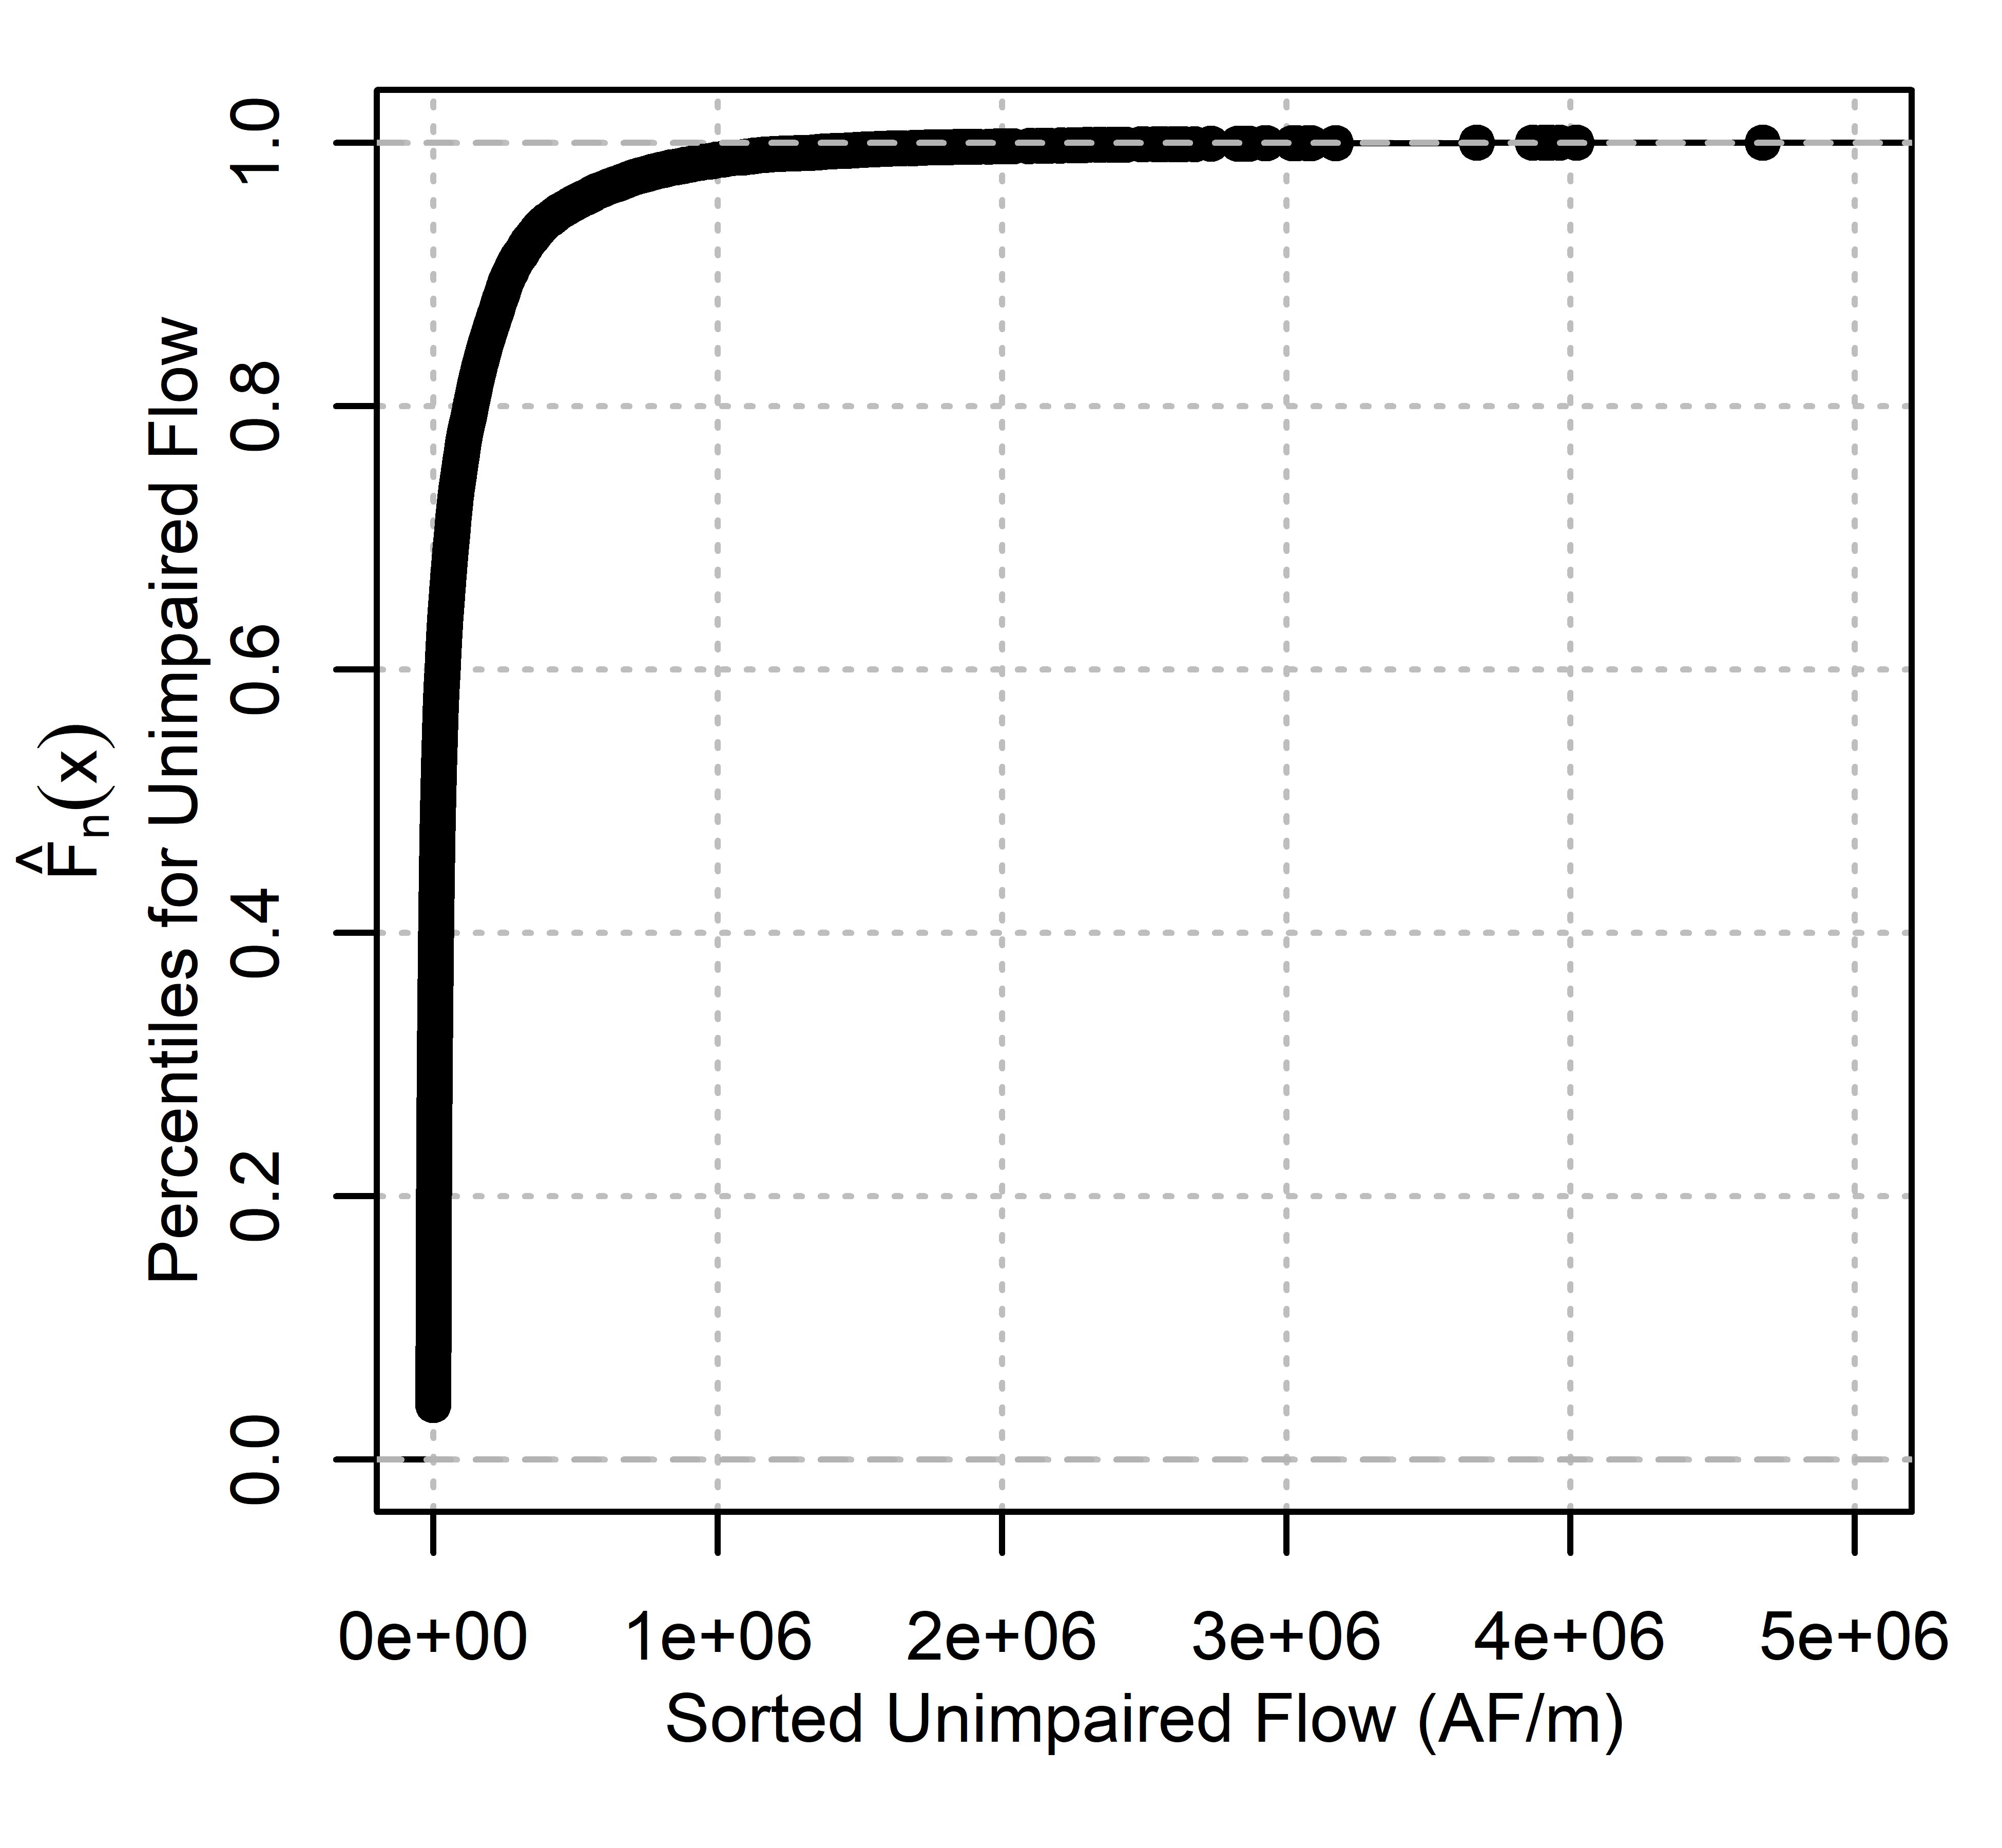 F̂n(x)
Percentiles for Unimpaired Flow
1.0
0.8
0.6
0.4
0.2
0.0
0e+00 1e+06 2e+06 3e+06 4e+06 5e+06
Sorted Unimpaired Flow (AF/m)